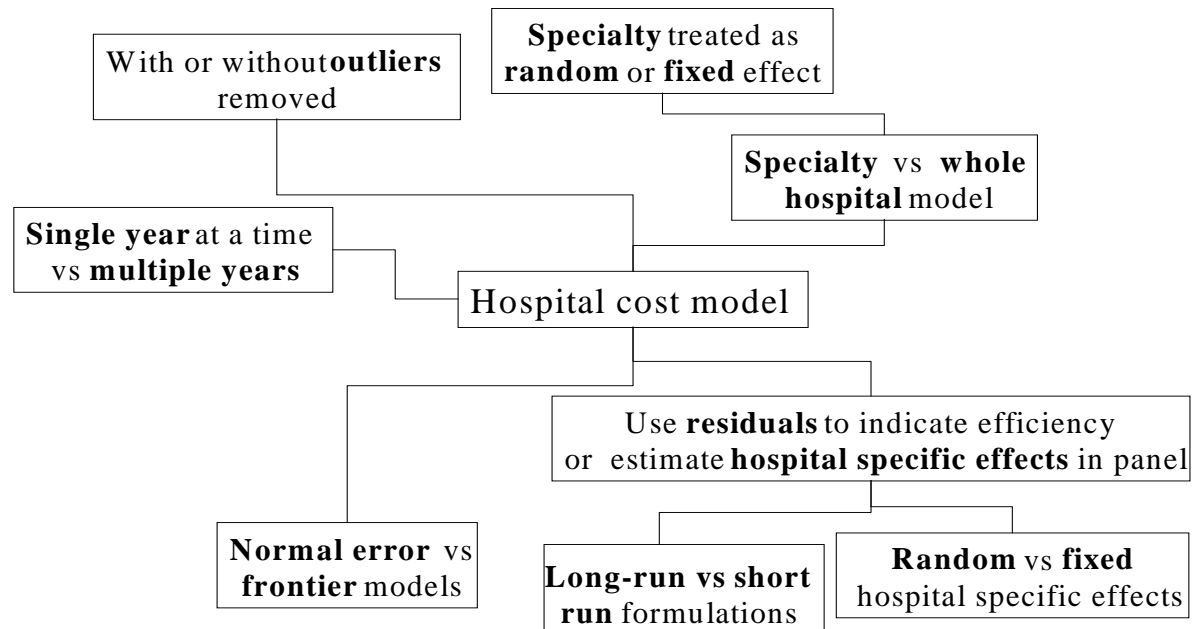 With or without outliers
removed
Specialty treated as
random or fixed effect
Specialty vs whole
hospital model
Single year at a time
vs multiple years
Hospital cost model
Use residuals to indicate efficiency
or estimate hospital specific effects in panel
Normal error vs
frontier models
Long-run vs short
run formulations
Random vs fixed
hospital specific effects